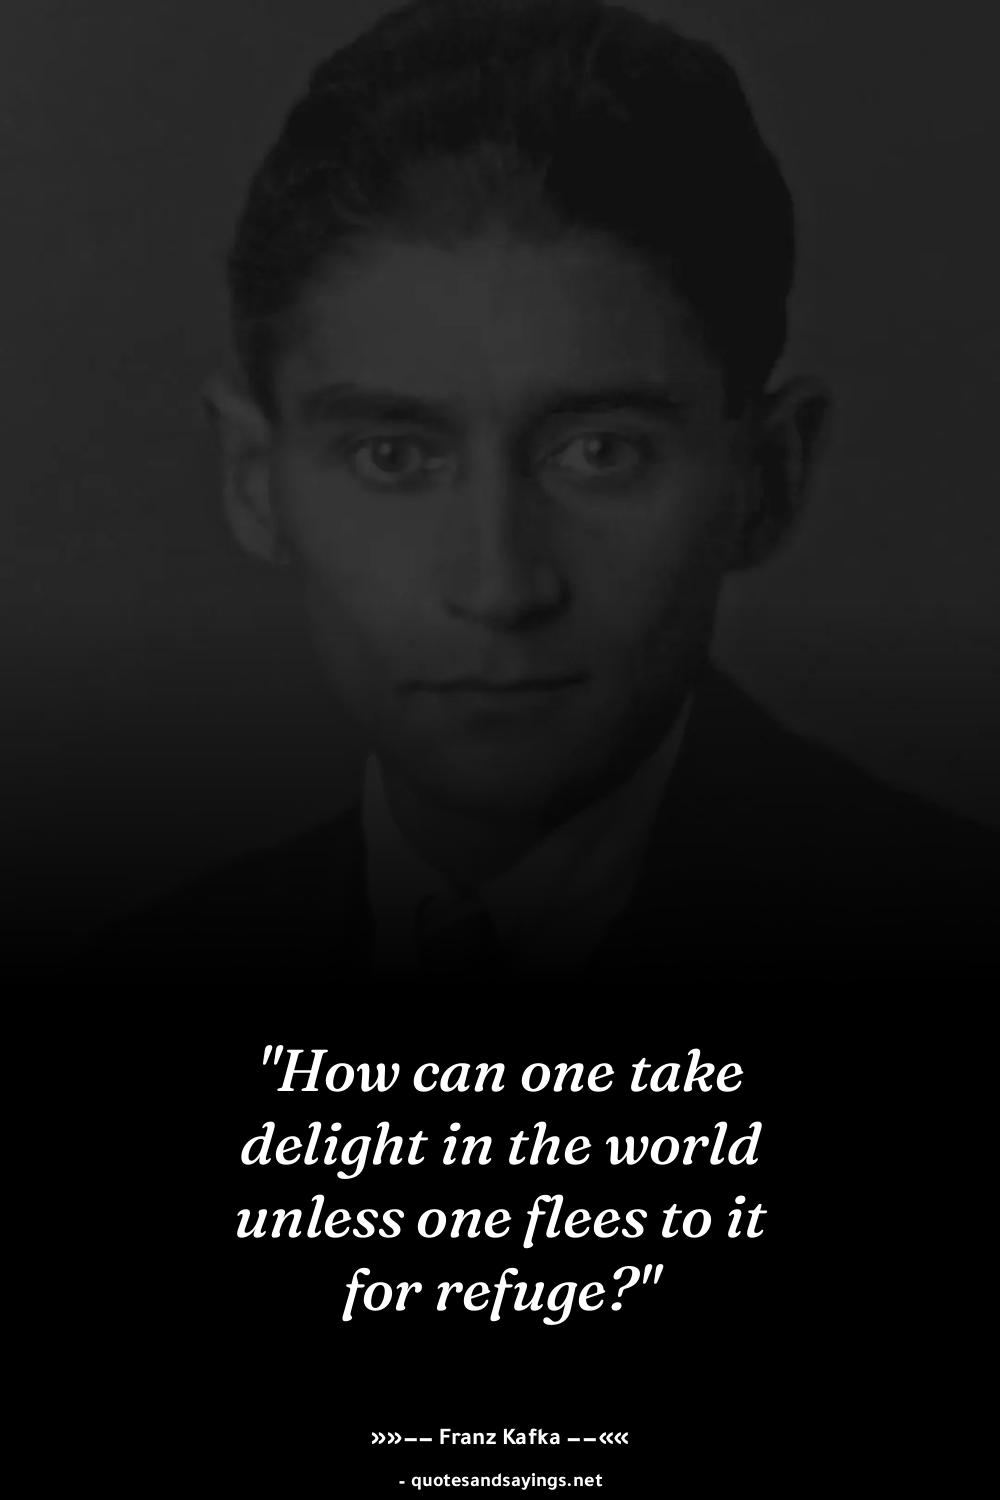 "How can one take
delight in the world
unless one flees to it
for refuge?"
»»–– Franz Kafka ––««
- quotesandsayings.net